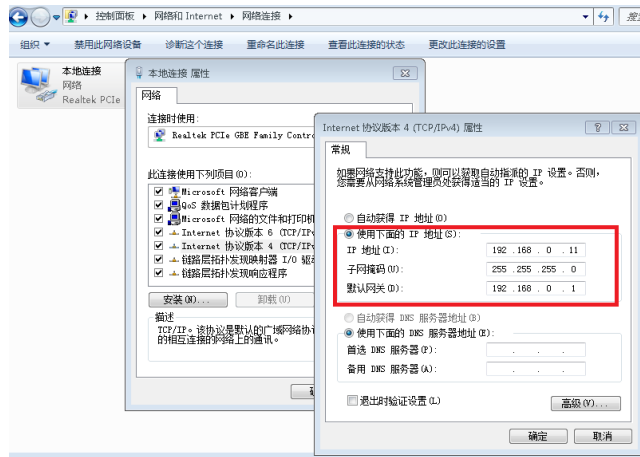 控制面板 ▸ 网络和 Internet ▸ 网络连接 ▸
组织 ▼ 禁用此网络设备 诊断这个连接 重命名此连接 查看此连接的状态 更改此连接的设置
本地连接
网络
Realtek PCIe
本地连接 属性
网络
连接时使用:
Realtek PCIe GBE Family Contro
此连接使用下列项目(O):
Microsoft 网络客户端
QoS 数据包计划程序
Microsoft 网络的文件和打印机
Internet 协议版本 6 (TCP/IPv
Internet 协议版本 4 (TCP/IPv
链路层拓扑发现映射器 I/O 驱动
链路层拓扑发现响应程序
安装(N)... 卸载(U)
描述
TCP/IP。该协议是默认的广域网络协议
的相互连接的网络上的通讯。
Internet 协议版本 4 (TCP/IPv4) 属性
常规
如果网络支持此功能,则可以获取自动指派的 IP 设置。否则,
您需要从网络系统管理员处获得适当的 IP 设置。
自动获得 IP 地址(O)
使用下面的 IP 地址(S):
IP 地址(I): 192 .168 . 0 . 11
子网掩码(U): 255 .255 .255 . 0
默认网关(D): 192 .168 . 0 . 1
自动获得 DNS 服务器地址(B)
使用下面的 DNS 服务器地址(E):
首选 DNS 服务器(P): . . .
备用 DNS 服务器(A): . . .
退出时验证设置(L)
高级(V)...
确定 取消